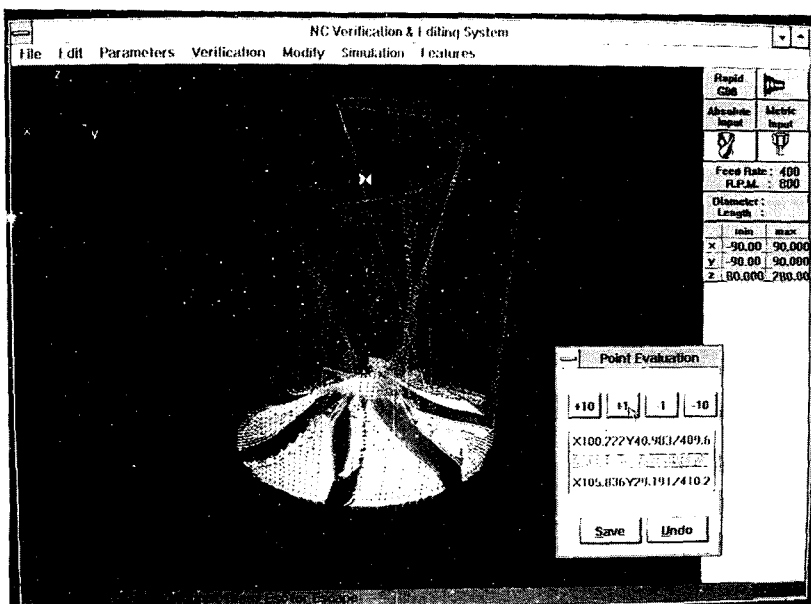 NC Verification & Editing System
File Edit Parameters Verification Modify Simulation Features
Z
X Y
Rapid
G00
Absolute Input Metric Input
Feed Rate : 400
R.P.M. : 800
Diameter :
Length :
min max
x -90.00 90.000
y -90.00 90.000
z 80.000 280.00
Point Evaluation
+10 +1 -1 -10
X100.222Y40.983Z409.6
X105.836Y29.191Z410.2
Save Undo